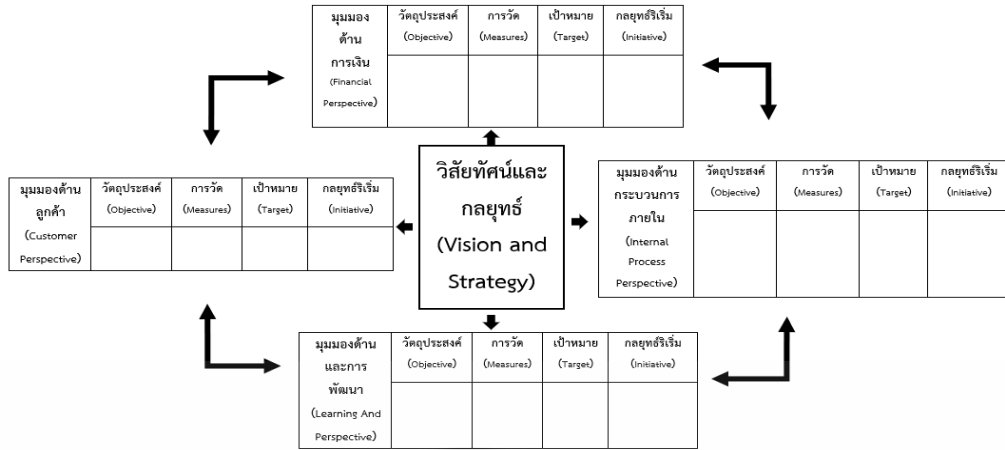 มุมมอง
ด้าน
การเงิน
(Financial
Perspective)
วัตถุประสงค์
(Objective)
การวัด
(Measures)
เป้าหมาย
(Target)
กลยุทธ์ริเริ่ม
(Initiative)
มุมมองด้าน
ลูกค้า
(Customer
Perspective)
วัตถุประสงค์
(Objective)
การวัด
(Measures)
เป้าหมาย
(Target)
กลยุทธ์ริเริ่ม
(Initiative)
วิสัยทัศน์และ
กลยุทธ์
(Vision and
Strategy)
มุมมองด้าน
กระบวนการ
ภายใน
(Internal
Process
Perspective)
วัตถุประสงค์
(Objective)
การวัด
(Measures)
เป้าหมาย
(Target)
กลยุทธ์ริเริ่ม
(Initiative)
มุมมองด้าน
และการ
พัฒนา
(Learning And
Perspective)
วัตถุประสงค์
(Objective)
การวัด
(Measures)
เป้าหมาย
(Target)
กลยุทธ์ริเริ่ม
(Initiative)